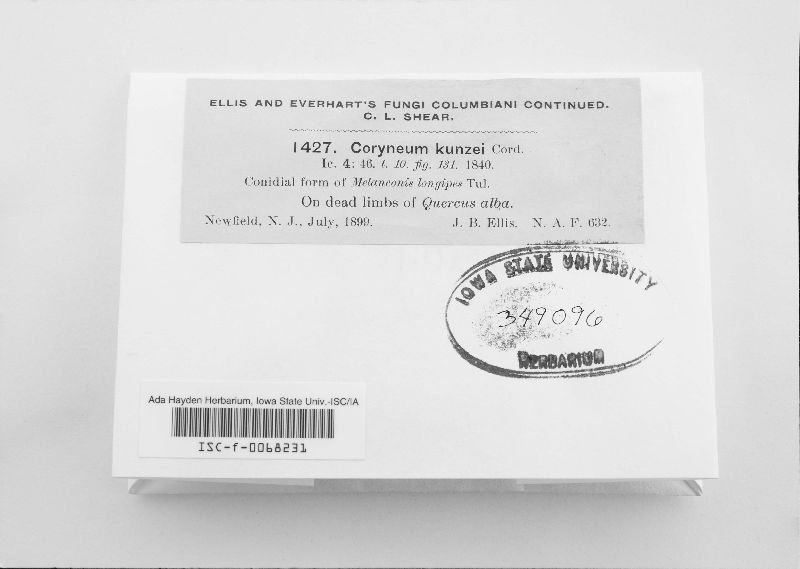 ELLIS AND EVERHART'S FUNGI COLUMBIANI CONTINUED.
C. L. SHEAR.
1427. Coryneum kunzei Cord.
Ic. 4: 46. t. 10. fig. 131. 1840.
Conidial form of Melanconis longipes Tul.
On dead limbs of Quercus alba.
Newfield, N. J., July, 1899. J. B. Ellis. N. A. F. 632.
IOWA STATE UNIVERSITY
349096
HERBARIUM
Ada Hayden Herbarium, Iowa State Univ.-ISC/IA
ISC-f-0068231